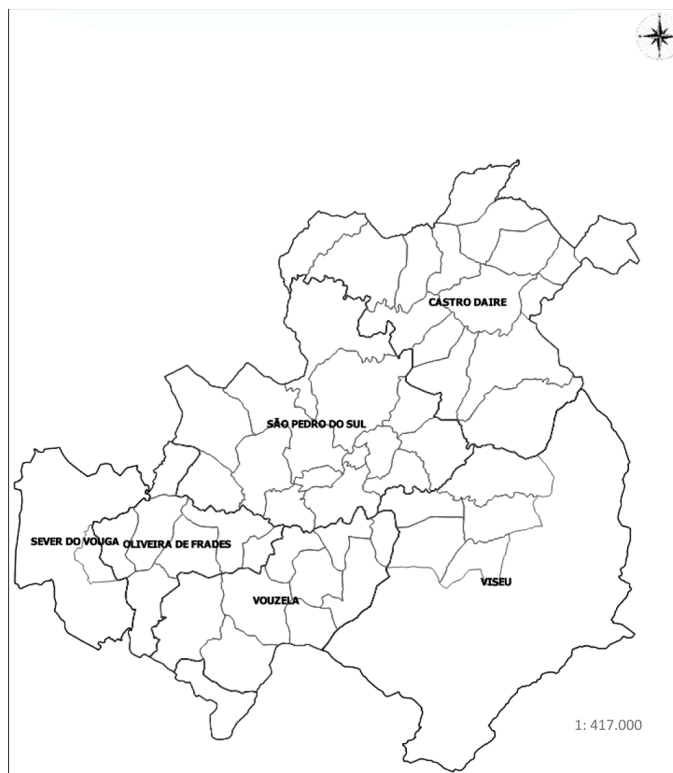 CASTRO DAIRE
SÃO PEDRO DO SUL
SEVER DO VOUGA
OLIVEIRA DE FRADES
VISEU
VOUZELA
1: 417.000